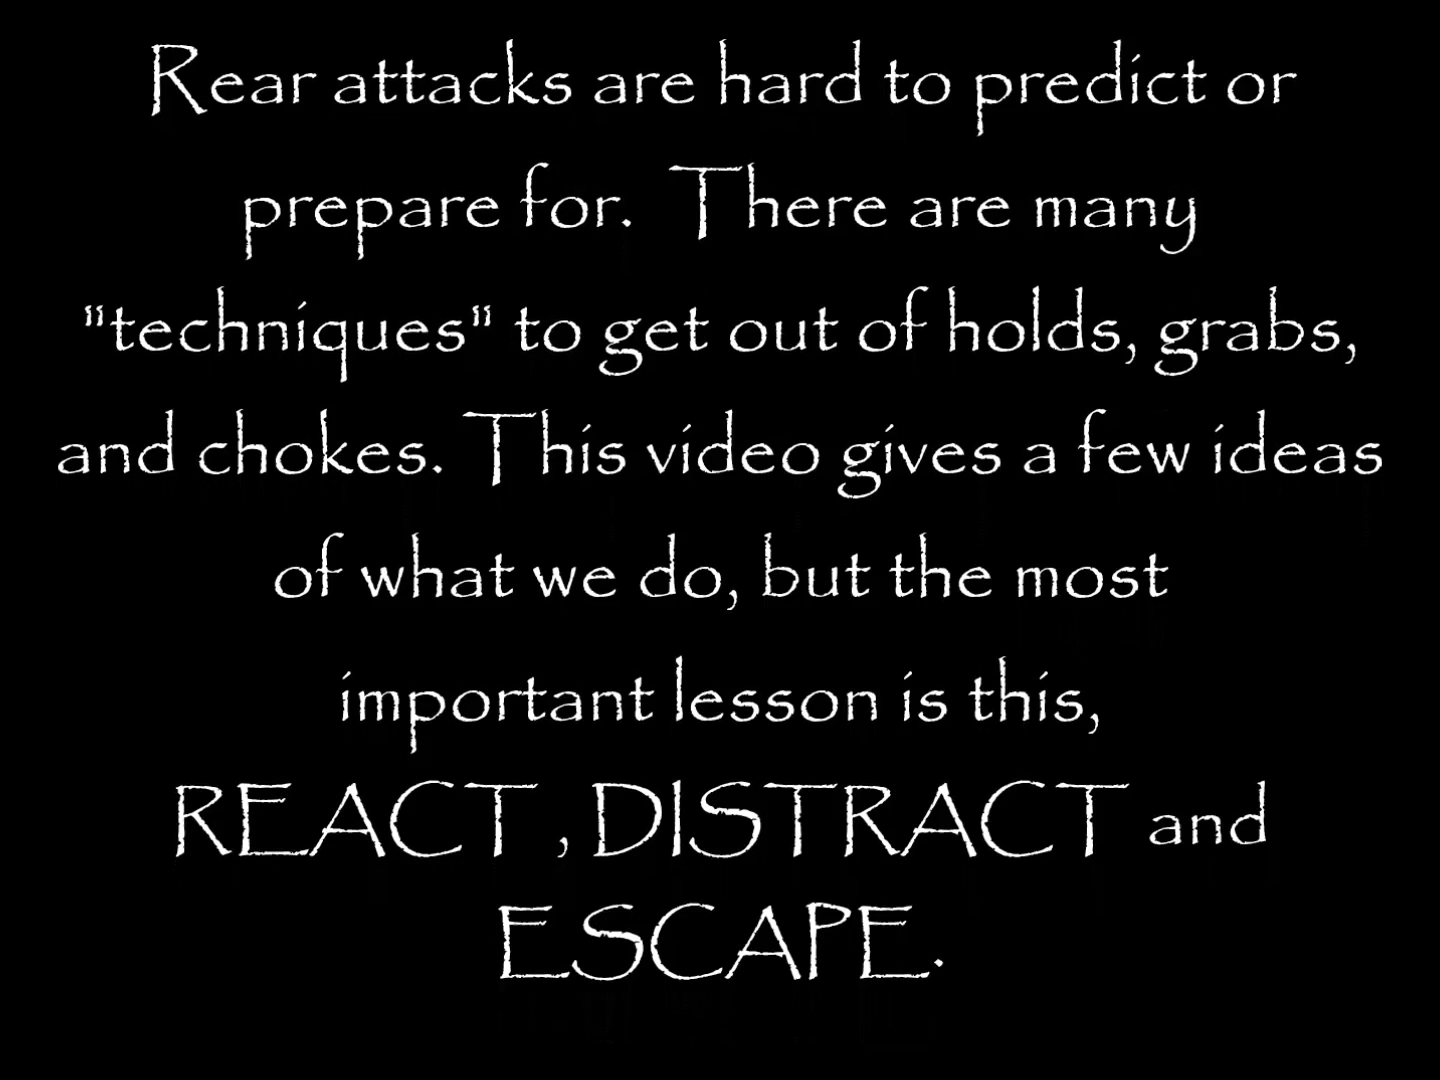 Rear attacks are hard to predict or
prepare for. There are many
"techniques" to get out of holds, grabs,
and chokes. This video gives a few ideas
of what we do, but the most
important lesson is this,
REACT , DISTRACT and
ESCAPE.